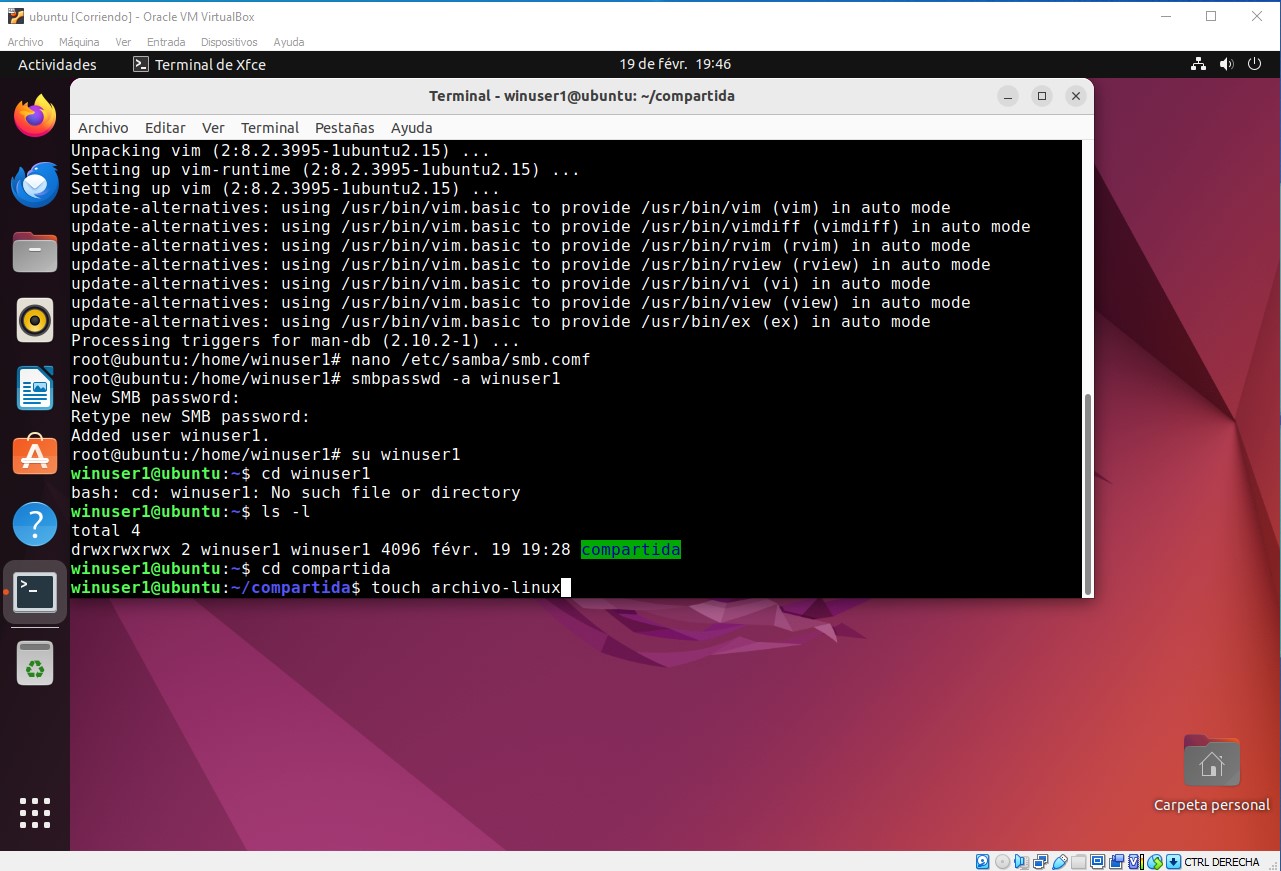 ubuntu [Corriendo] - Oracle VM VirtualBox
Archivo Máquina Ver Entrada Dispositivos Ayuda
Actividades Terminal de Xfce 19 de févr. 19:46
Terminal - winuser1@ubuntu: ~/compartida
Archivo Editar Ver Terminal Pestañas Ayuda
Unpacking vim (2:8.2.3995-1ubuntu2.15) ...
Setting up vim-runtime (2:8.2.3995-1ubuntu2.15) ...
Setting up vim (2:8.2.3995-1ubuntu2.15) ...
update-alternatives: using /usr/bin/vim.basic to provide /usr/bin/vim (vim) in auto mode
update-alternatives: using /usr/bin/vim.basic to provide /usr/bin/vimdiff (vimdiff) in auto mode
update-alternatives: using /usr/bin/vim.basic to provide /usr/bin/rvim (rvim) in auto mode
update-alternatives: using /usr/bin/vim.basic to provide /usr/bin/rview (rview) in auto mode
update-alternatives: using /usr/bin/vim.basic to provide /usr/bin/vi (vi) in auto mode
update-alternatives: using /usr/bin/vim.basic to provide /usr/bin/view (view) in auto mode
update-alternatives: using /usr/bin/vim.basic to provide /usr/bin/ex (ex) in auto mode
Processing triggers for man-db (2.10.2-1) ...
root@ubuntu:/home/winuser1# nano /etc/samba/smb.comf
root@ubuntu:/home/winuser1# smbpasswd -a winuser1
New SMB password:
Retype new SMB password:
Added user winuser1.
root@ubuntu:/home/winuser1# su winuser1
winuser1@ubuntu:~$ cd winuser1
bash: cd: winuser1: No such file or directory
winuser1@ubuntu:~$ ls -l
total 4
drwxrwxrwx 2 winuser1 winuser1 4096 févr. 19 19:28 compartida
winuser1@ubuntu:~$ cd compartida
winuser1@ubuntu:~/compartida$ touch archivo-linux
Carpeta personal
CTRL DERECHA